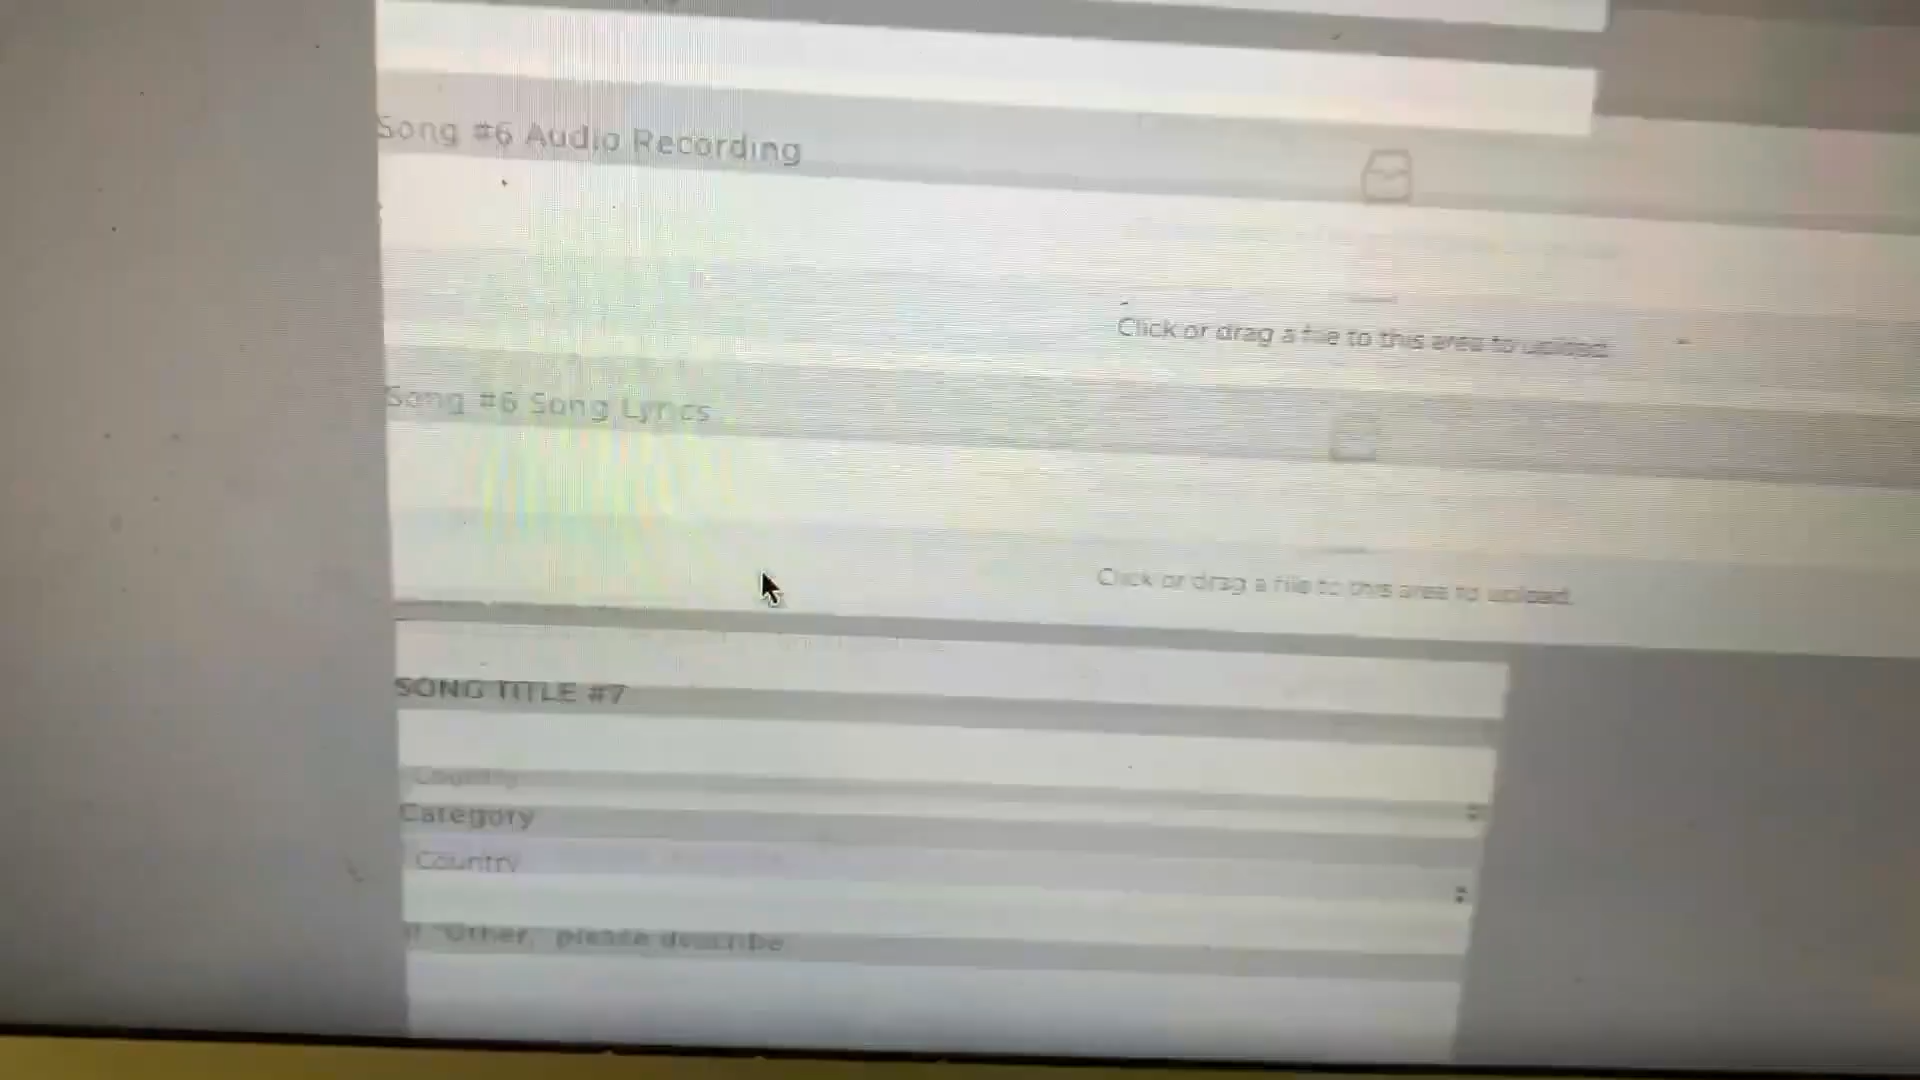 Song #6 Audio Recording
Click or drag a file to this area to upload.
Song #6 Song Lyrics
Click or drag a file to this area to upload.
SONG TITLE #7
Country
Category
Country
If "Other," please describe